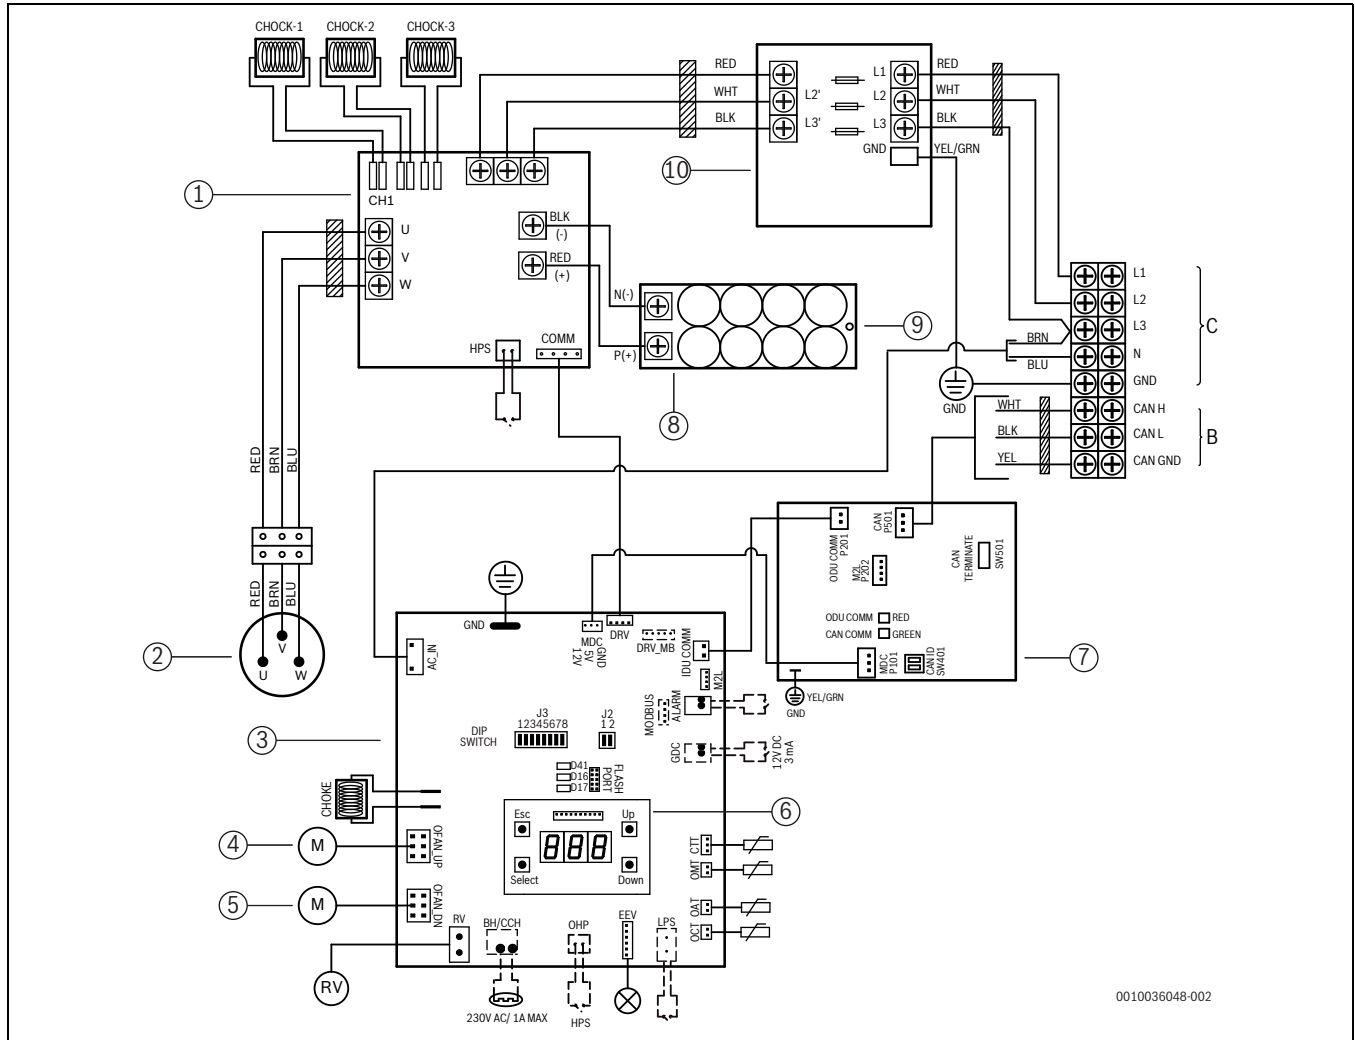 CHOCK-1 CHOCK-2 CHOCK-3
RED
WHT
BLK
L2'
L3'
L1
L2
L3
GND
RED
WHT
BLK
YEL/GRN
10
1
CH1
U
V
W
BLK
(-)
RED
(+)
HPS
COMM
N(-)
P(+)
9
8
L1
L2
L3
N
GND
CAN H
CAN L
CAN GND
C
B
BRN
BLU
GND
WHT
BLK
YEL
RED
BRN
BLU
RED
BRN
BLU
V
U W
2
ODU COMM
P201
CAN
P501
M2L
P202
CAN
TERMINATE
SW501
ODU COMM RED
CAN COMM GREEN
MDC
P101
CAN ID
SW401
7
YEL/GRN
GND
GND
AC_IN
MDC
GND
5V
12V
DRV
DRV_MB
IDU COMM
M2L
MODBUS
ALARM
GDC
12V DC
3 mA
3
DIP
SWITCH
J3
12345678
J2
1 2
D41
D16
D17
FLASH
PORT
CHOKE
4
M
OFAN_UP
5
M
OFAN_DN
Esc
Up
888
Select
Down
6
CTT
OMT
OAT
OCT
RV
BH/CCH
OHP
EEV
LPS
RV
230V AC/ 1A MAX
HPS
0010036048-002